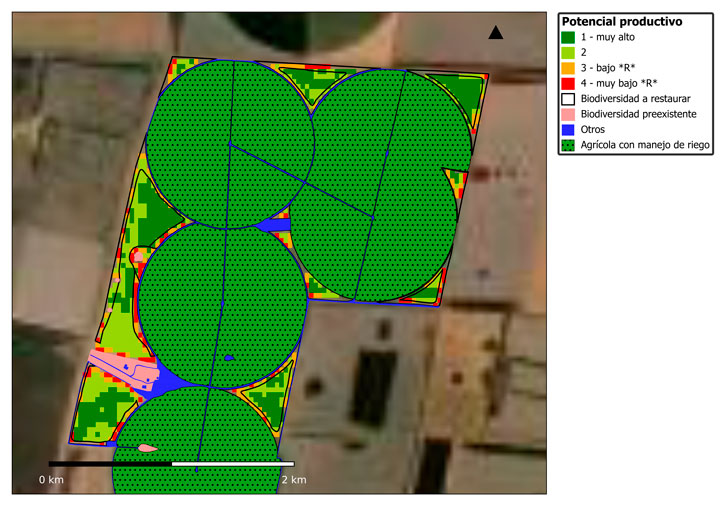 Potencial productivo
1 - muy alto
2
3 - bajo *R*
4 - muy bajo *R*
Biodiversidad a restaurar
Biodiversidad preexistente
Otros
Agrícola con manejo de riego
0 km
2 km